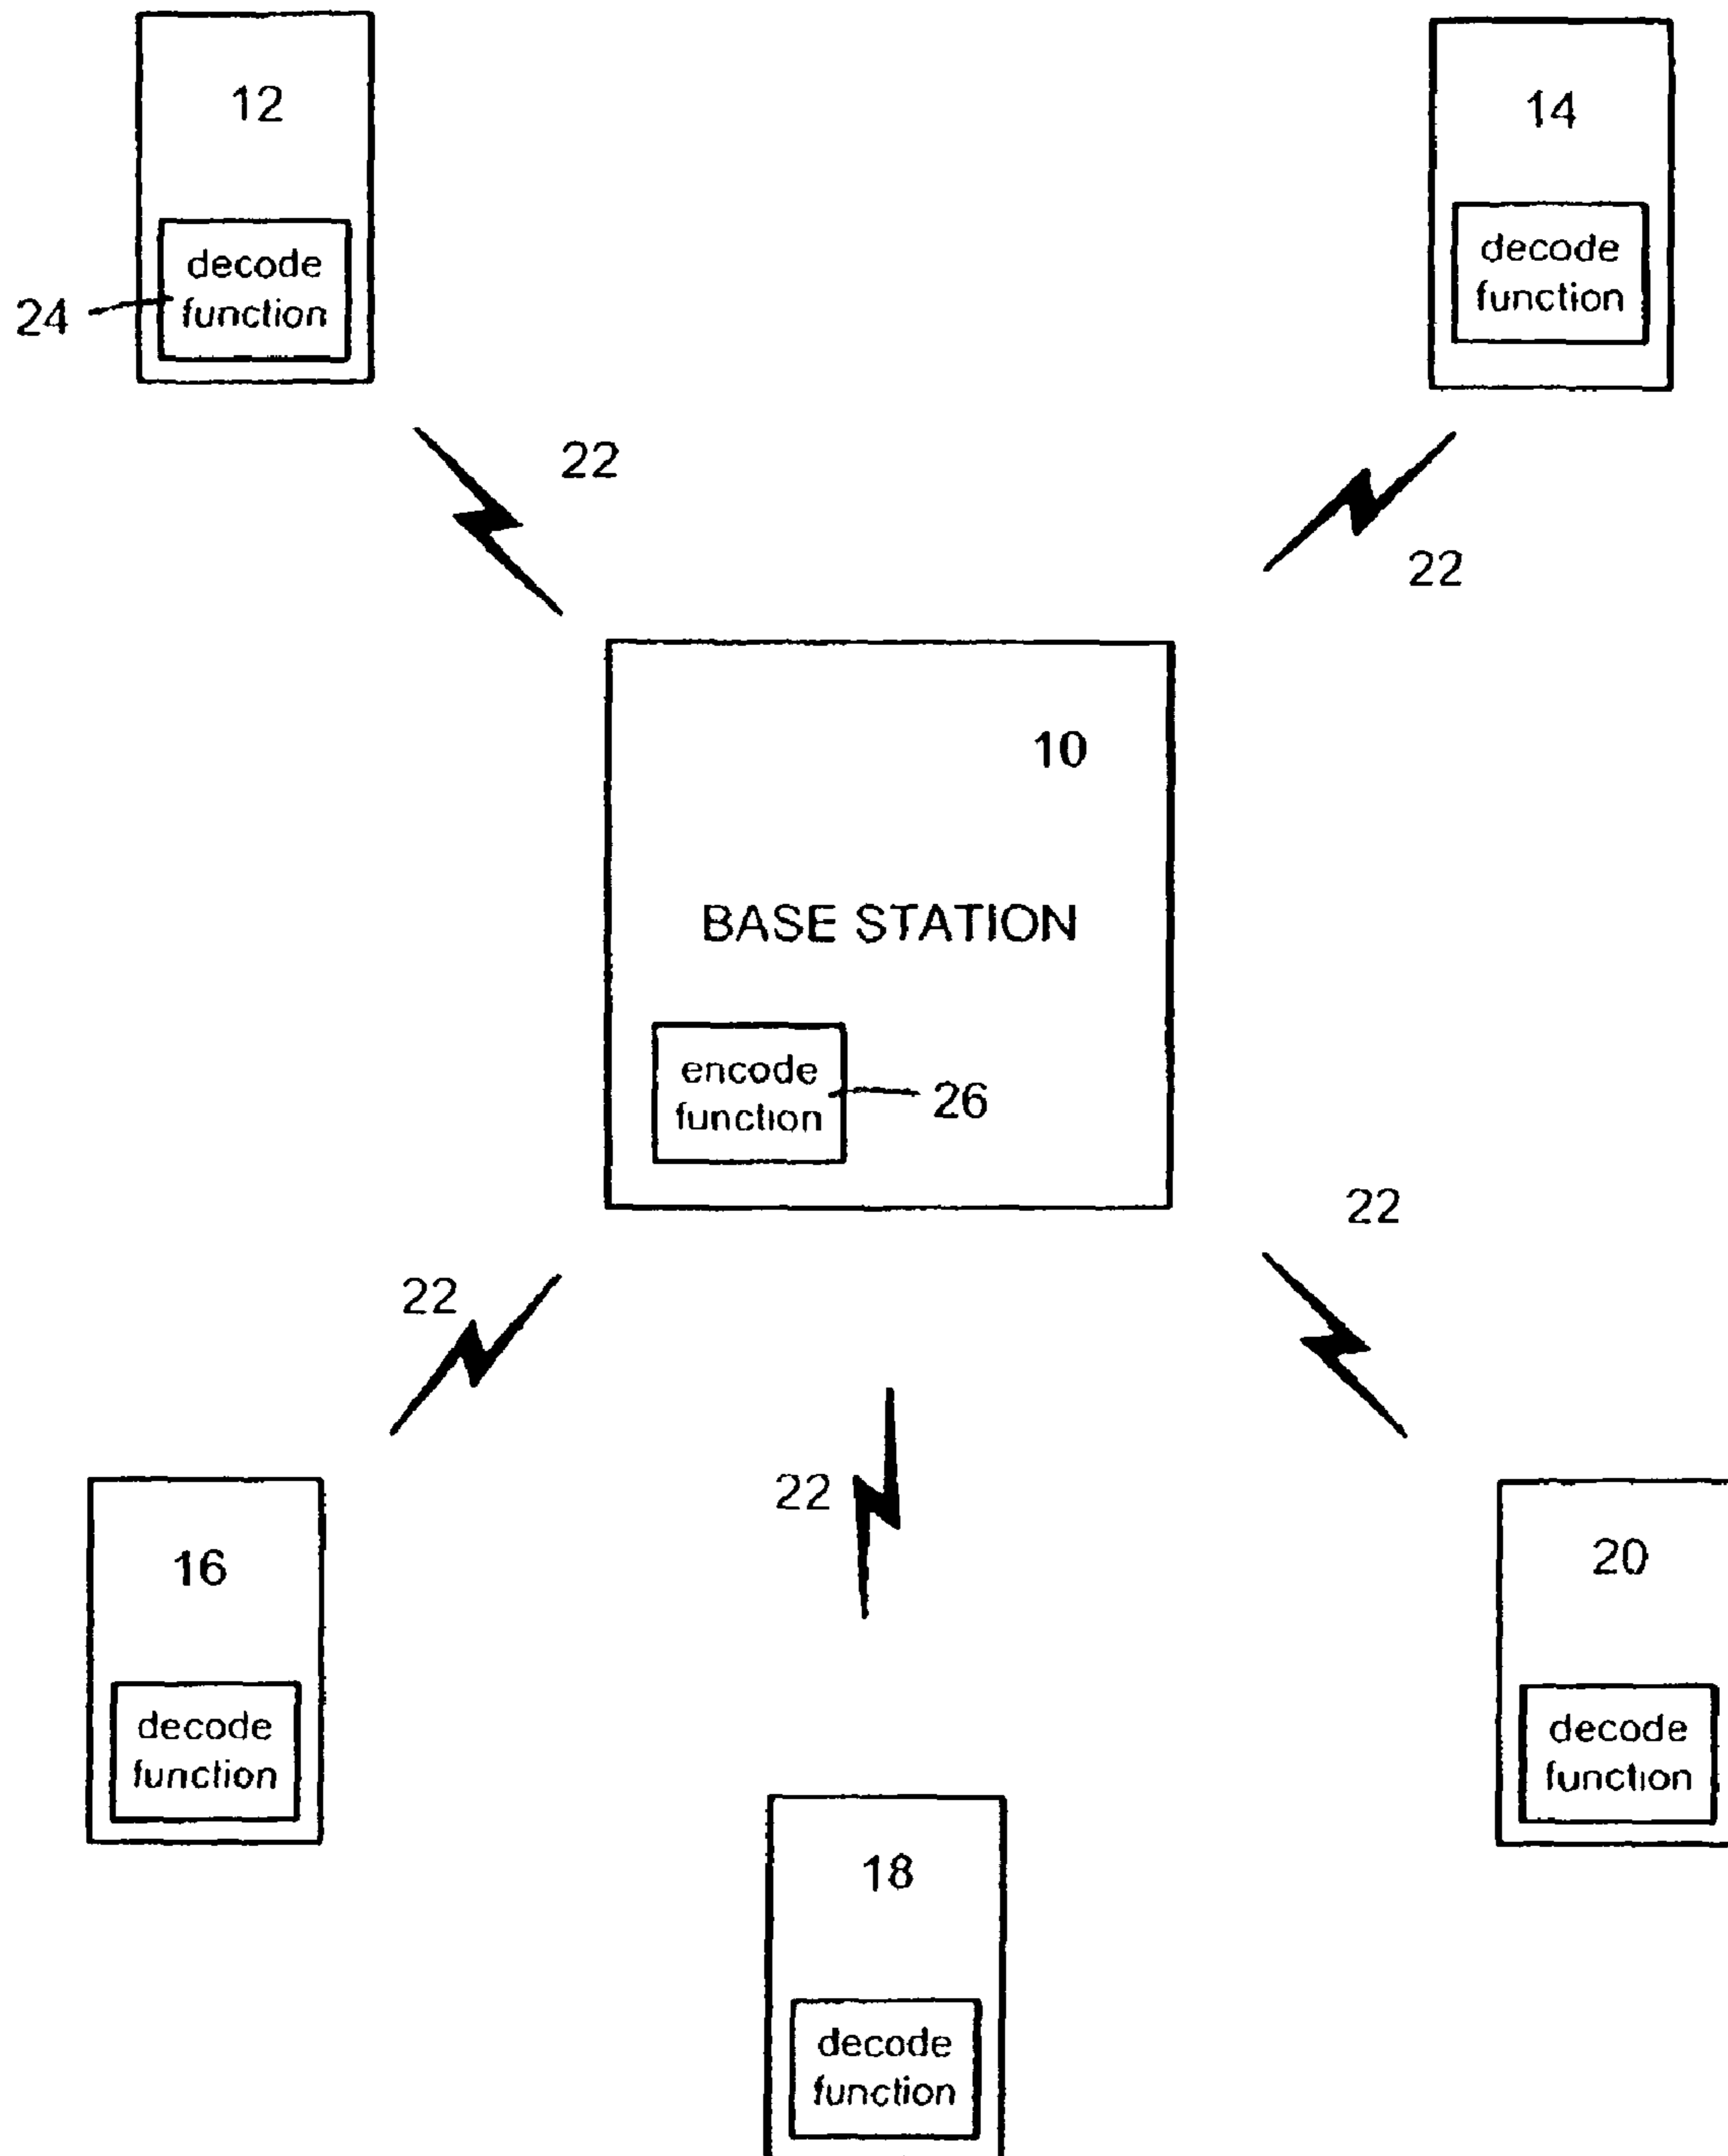 12
14
decode
function
24
decode
function
22
22
10
BASE STATION
encode
function
26
22
22
22
16
20
decode
function
decode
function
18
decode
function